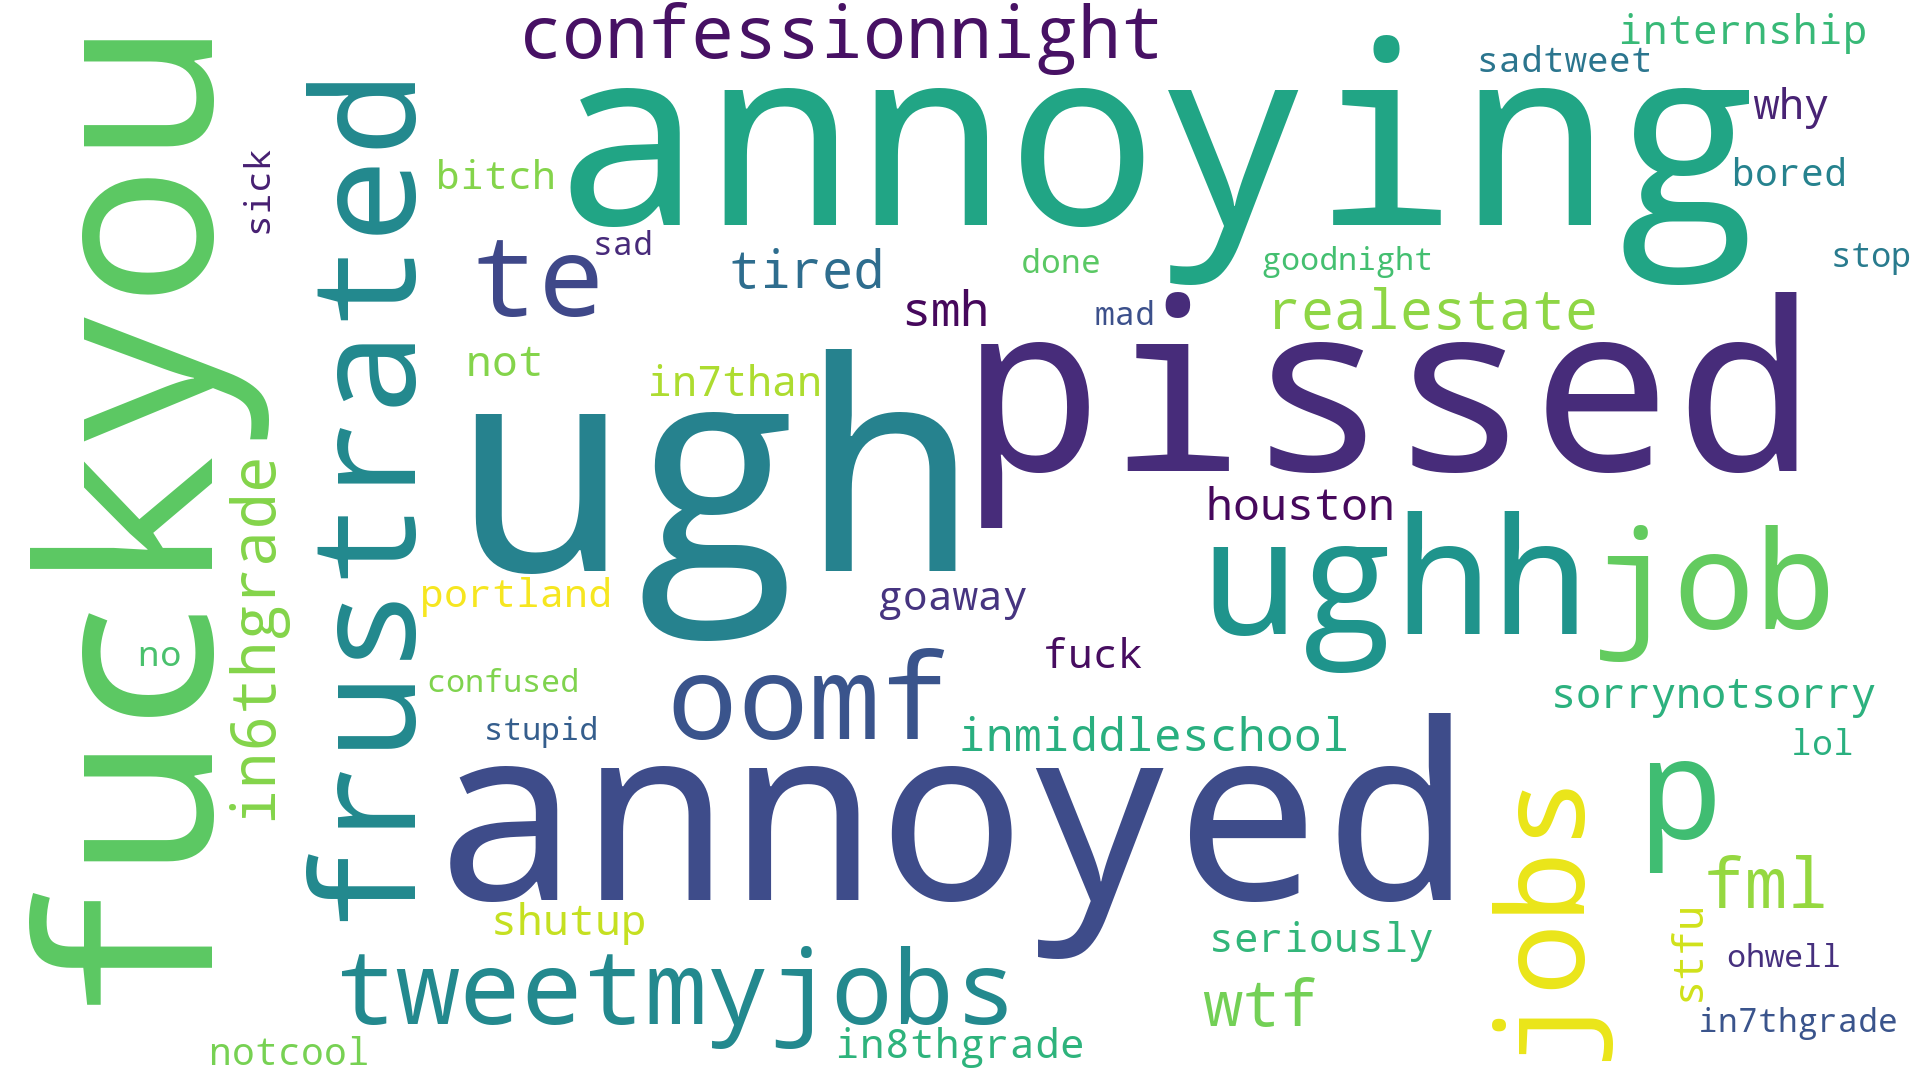 confessionnight
internship
sadtweet
annoying
why
fuckyou
frustrated
sick
bitch
bored
te
sad
tired
done
goodnight
stop
smh
mad
realestate
pissed
not
in7than
ugh
in6thgrade
houston
ughh
job
portland
goaway
no
fuck
confused
oomf
sorrynotsorry
stupid
inmiddleschool
lol
annoyed
jobs
p
fml
shutup
seriously
stfu
ohwell
tweetmyjobs
wtf
in7thgrade
notcool
in8thgrade